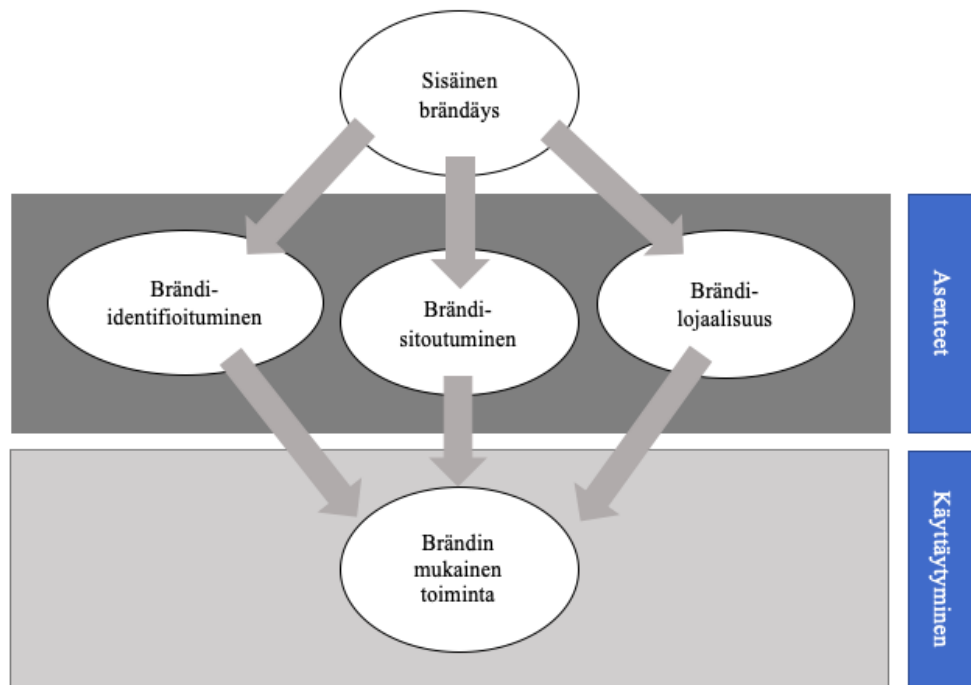 Sisäinen
brändäys
Brändi-
identifioituminen
Brändi-
sitoutuminen
Brändi-
lojaalisuus
Asenteet
Brändin
mukainen
toiminta
Käyttäytyminen